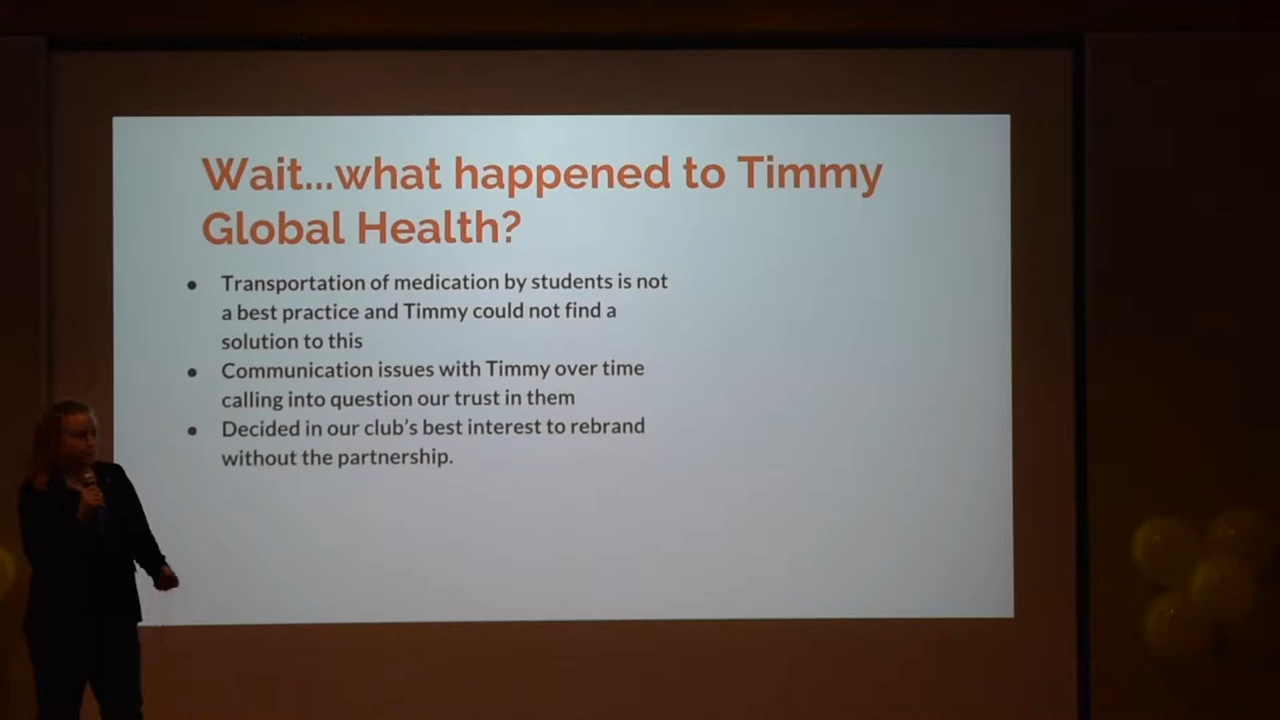 Wait...what happened to Timmy
Global Health?
● Transportation of medication by students is not
a best practice and Timmy could not find a
solution to this
● Communication issues with Timmy over time
calling into question our trust in them
● Decided in our club's best interest to rebrand
without the partnership.